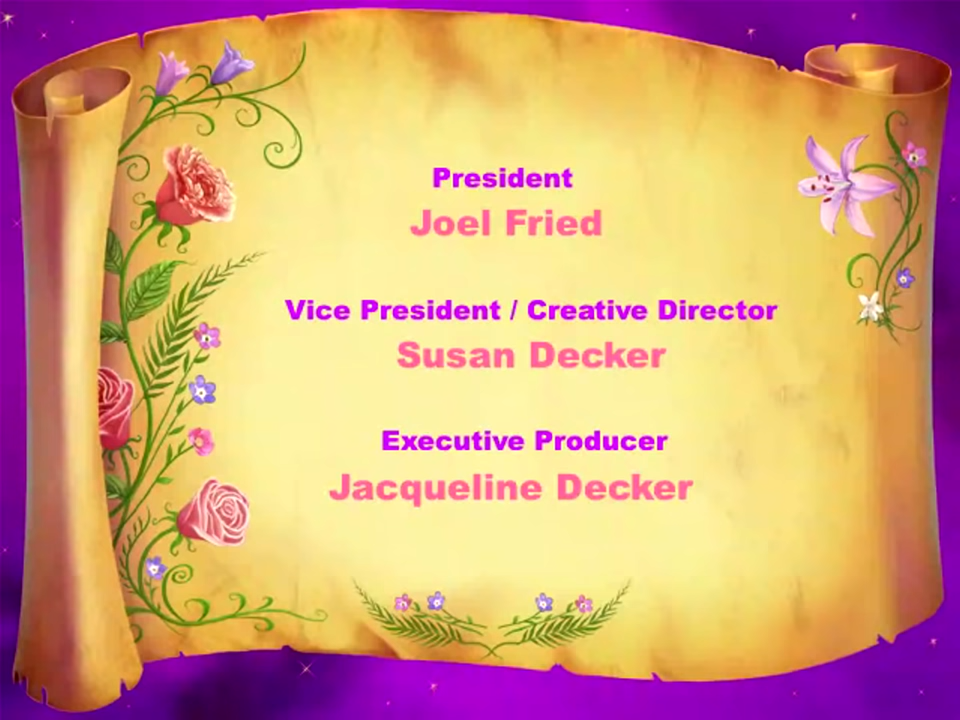 President
Joel Fried
Vice President / Creative Director
Susan Decker
Executive Producer
Jacqueline Decker